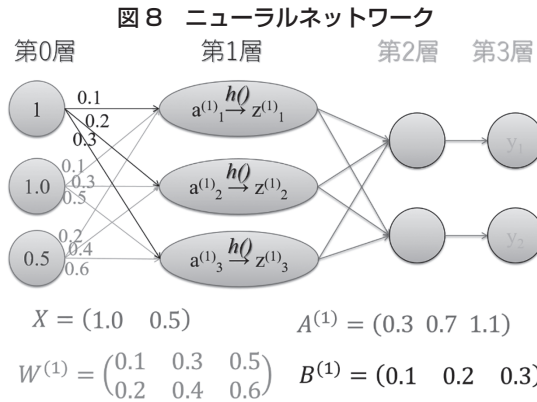 図8 ニューラルネットワーク
第0層 第1層 第2層 第3層
1 0.1 0.2 0.3 h() a⁽¹⁾₁→ z⁽¹⁾₁ y₁
1.0 0.1 0.3 0.5 h() a⁽¹⁾₂→ z⁽¹⁾₂
0.5 0.2 0.4 0.6 h() a⁽¹⁾₃→ z⁽¹⁾₃ y₂
X = (1.0 0.5) A⁽¹⁾ = (0.3 0.7 1.1)
W⁽¹⁾ = (0.1 0.3 0.5
0.2 0.4 0.6) B⁽¹⁾ = (0.1 0.2 0.3)